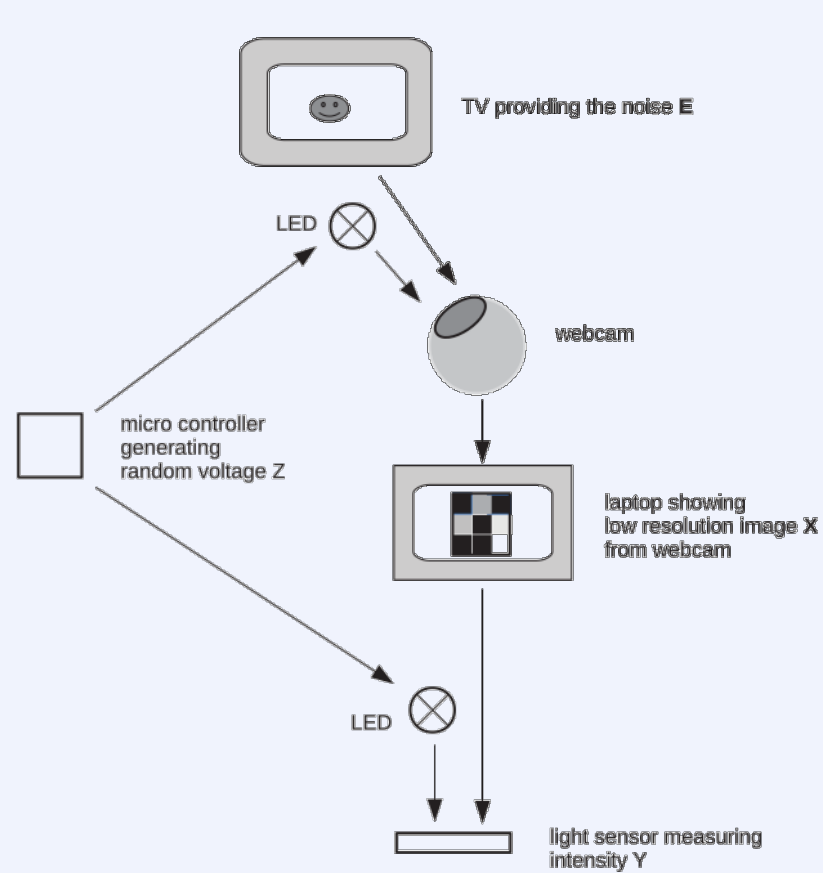 TV providing the noise E
LED
webcam
micro controller
generating
random voltage Z
laptop showing
low resolution image X
from webcam
LED
light sensor measuring
intensity Y